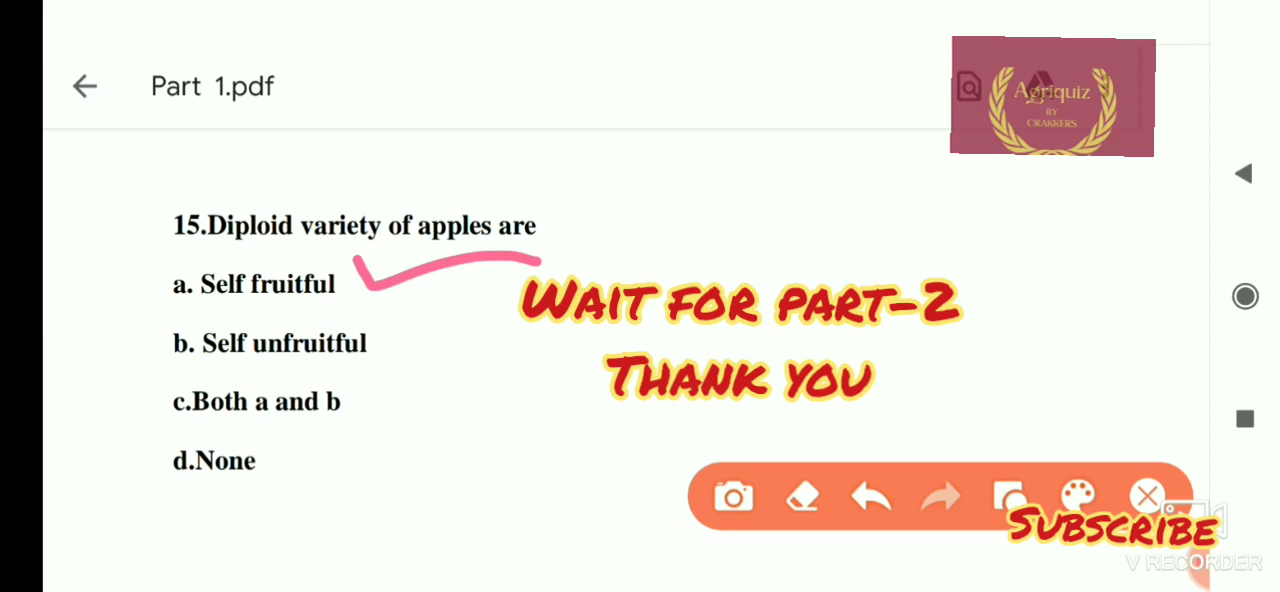 Part 1.pdf
Agriquiz
BY
CRAKKERS
15.Diploid variety of apples are
a. Self fruitful
b. Self unfruitful
c.Both a and b
d.None
WAIT FOR PART-2
THANK YOU
SUBSCRIBE
V RECORDER